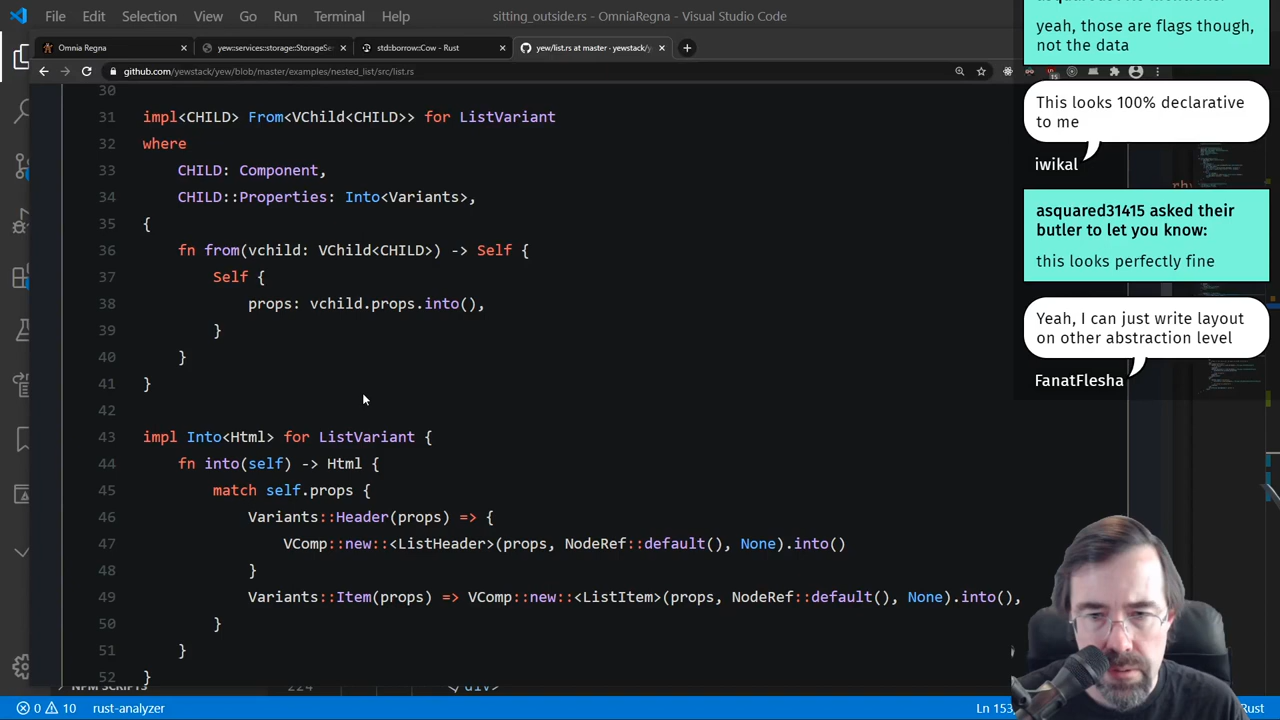 File Edit Selection View Go Run Terminal Help
sitting_outside.rs - OmniaRegna - Visual Studio Code
Omnia Regna
yew:services::storage::StorageSer
std::borrow::Cow - Rust
yew/list.rs at master · yewstack/y
github.com/yewstack/yew/blob/master/examples/nested_list/src/list.rs
30
31 impl<CHILD> From<VChild<CHILD>> for ListVariant
32 where
33 CHILD: Component,
34 CHILD::Properties: Into<Variants>,
35 {
36 fn from(vchild: VChild<CHILD>) -> Self {
37 Self {
38 props: vchild.props.into(),
39 }
40 }
41 }
42
43 impl Into<Html> for ListVariant {
44 fn into(self) -> Html {
45 match self.props {
46 Variants::Header(props) => {
47 VComp::new::<ListHeader>(props, NodeRef::default(), None).into()
48 }
49 Variants::Item(props) => VComp::new::<ListItem>(props, NodeRef::default(), None).into(),
50 }
51 }
52 }
yeah, those are flags though,
not the data
This looks 100% declarative
to me
iwikal
asquared31415 asked their
butler to let you know:
this looks perfectly fine
Yeah, I can just write layout
on other abstraction level
FanatFlesha
NPM SCRIPTS
224
</div>
0 10 rust-analyzer
Ln 153,
Rust